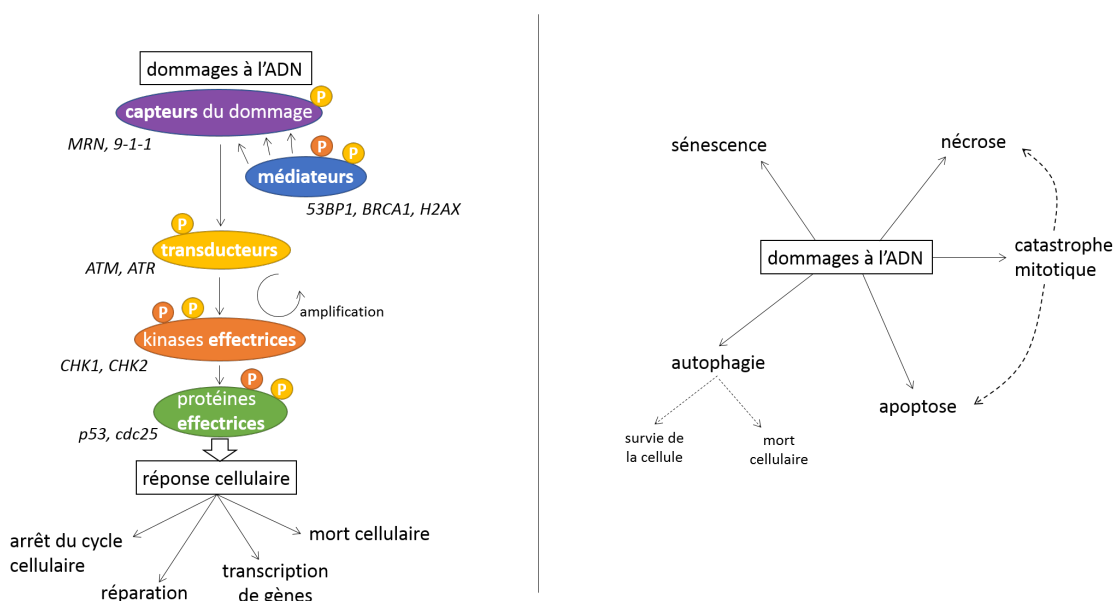 dommages à l'ADN
P
capteurs du dommage
MRN, 9-1-1
P
P
médiateurs
53BP1, BRCA1, H2AX
P
transducteurs
ATM, ATR
amplification
P
P
kinases effectrices
CHK1, CHK2
P
P
protéines
effectrices
p53, cdc25
réponse cellulaire
arrêt du cycle
cellulaire
réparation
transcription
de gènes
mort cellulaire
sénescence
nécrose
dommages à l'ADN
catastrophe
mitotique
autophagie
apoptose
survie de
la cellule
mort
cellulaire